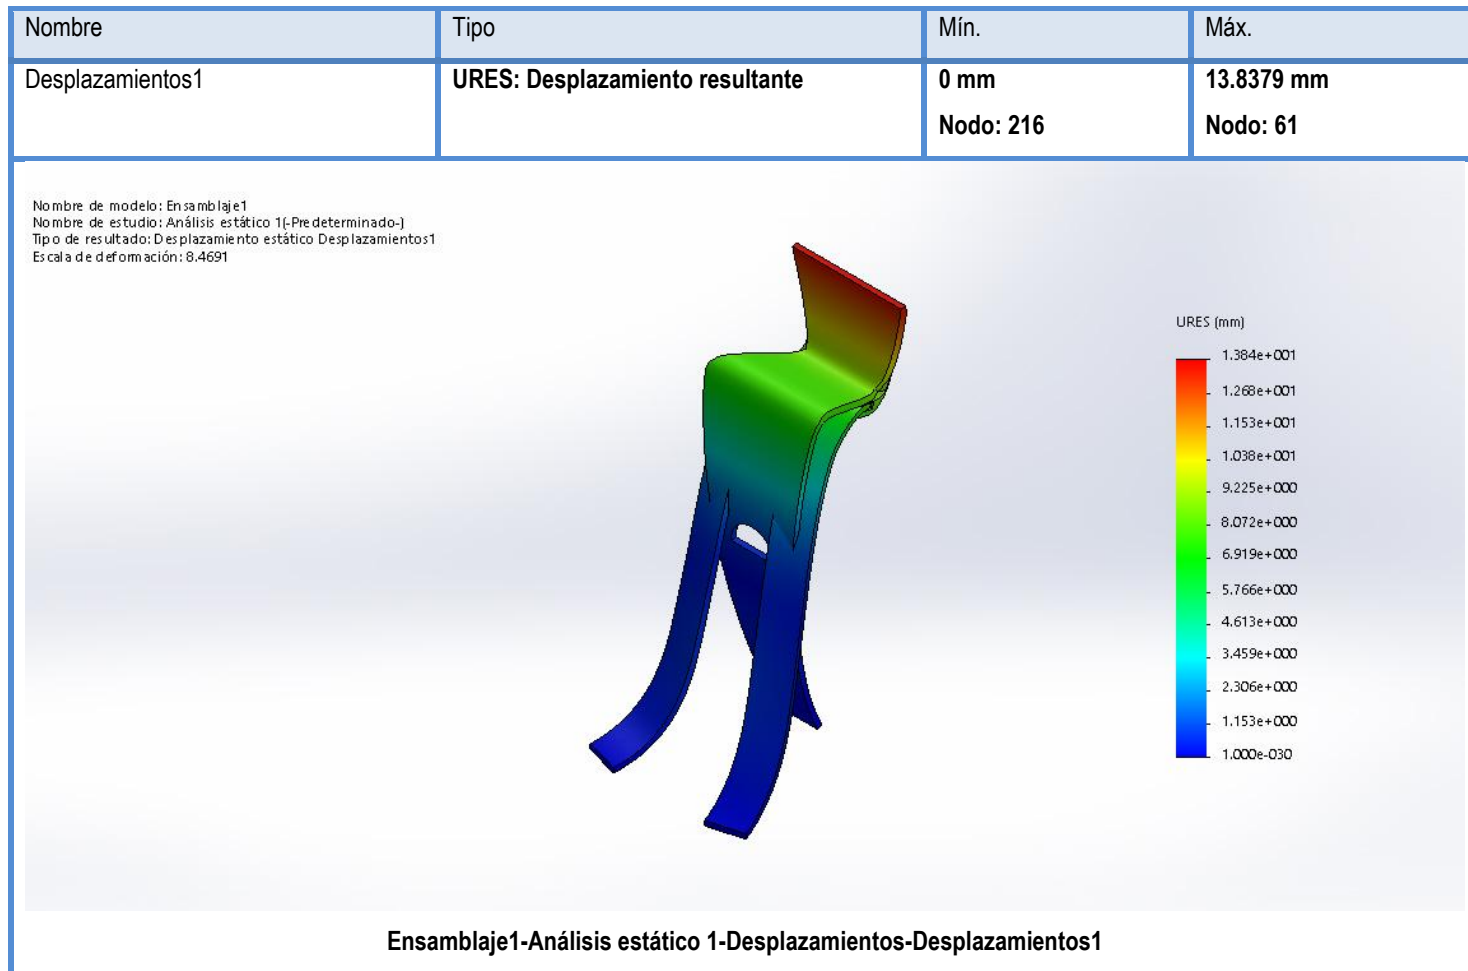 Nombre Tipo Mín. Máx.
Desplazamientos1 URES: Desplazamiento resultante 0 mm 13.8379 mm
Nodo: 216 Nodo: 61
Nombre de modelo: Ensamblaje1
Nombre de estudio: Análisis estático 1(-Predeterminado-)
Tipo de resultado: Desplazamiento estático Desplazamientos1
Escala de deformación: 8.4691
URES (mm)
1.384e+001
1.268e+001
1.153e+001
1.038e+001
9.225e+000
8.072e+000
6.919e+000
5.766e+000
4.613e+000
3.459e+000
2.306e+000
1.153e+000
1.000e-030
Ensamblaje1-Análisis estático 1-Desplazamientos-Desplazamientos1